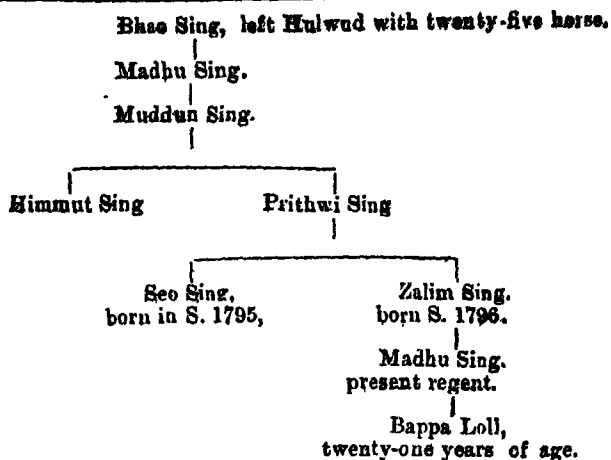 Bhao Sing, left Hulwud with twenty-five horse.
Madhu Sing.
Muddun Sing.
Himmut Sing Prithwi Sing
Seo Sing, Zalim Sing.
born in S. 1795, born S. 1796.
Madhu Sing.
present regent.
Bappa Loll,
twenty-one years of age.